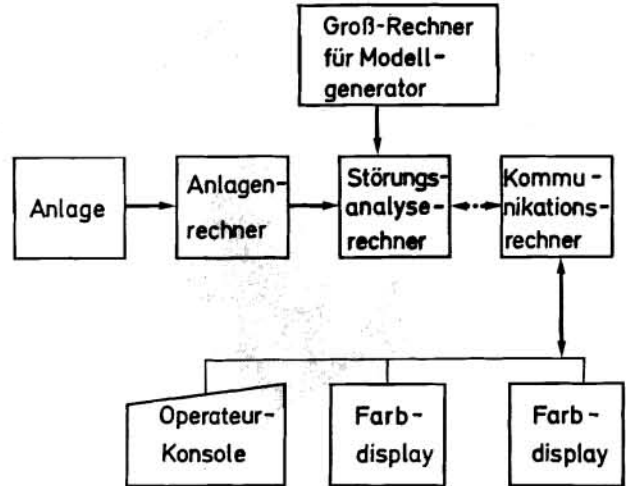 Groß-Rechner
für Modell-
generator
Anlage
Anlagen-
rechner
Störungs-
analyse-
rechner
Kommu-
nikations-
rechner
Operateur-
Konsole
Farb-
display
Farb-
display